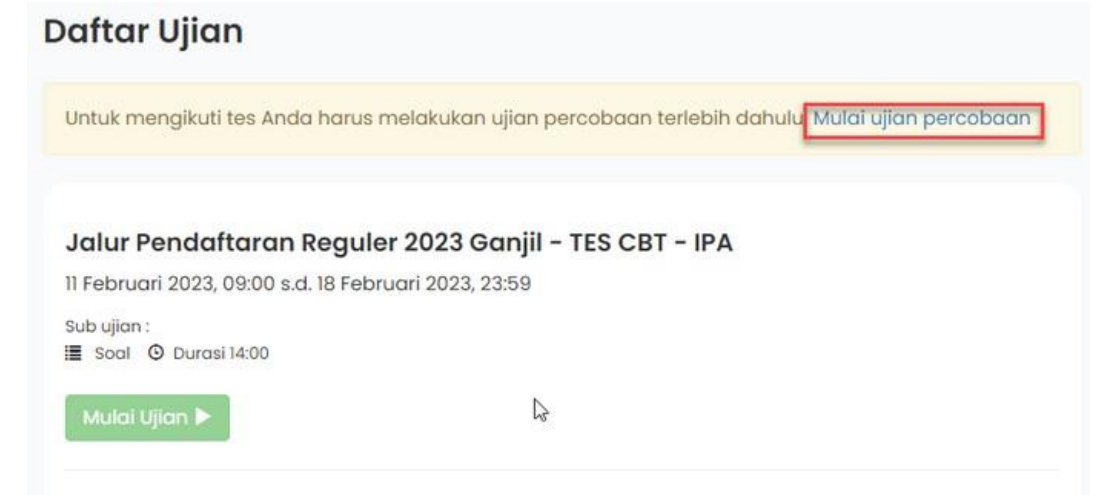 Daftar Ujian
Untuk mengikuti tes Anda harus melakukan ujian percobaan terlebih dahulu Mulai ujian percobaan
Jalur Pendaftaran Reguler 2023 Ganjil - TES CBT - IPA
11 Februari 2023, 09:00 s.d. 18 Februari 2023, 23:59
Sub ujian :
Soal Durasi 14:00
Mulai Ujian